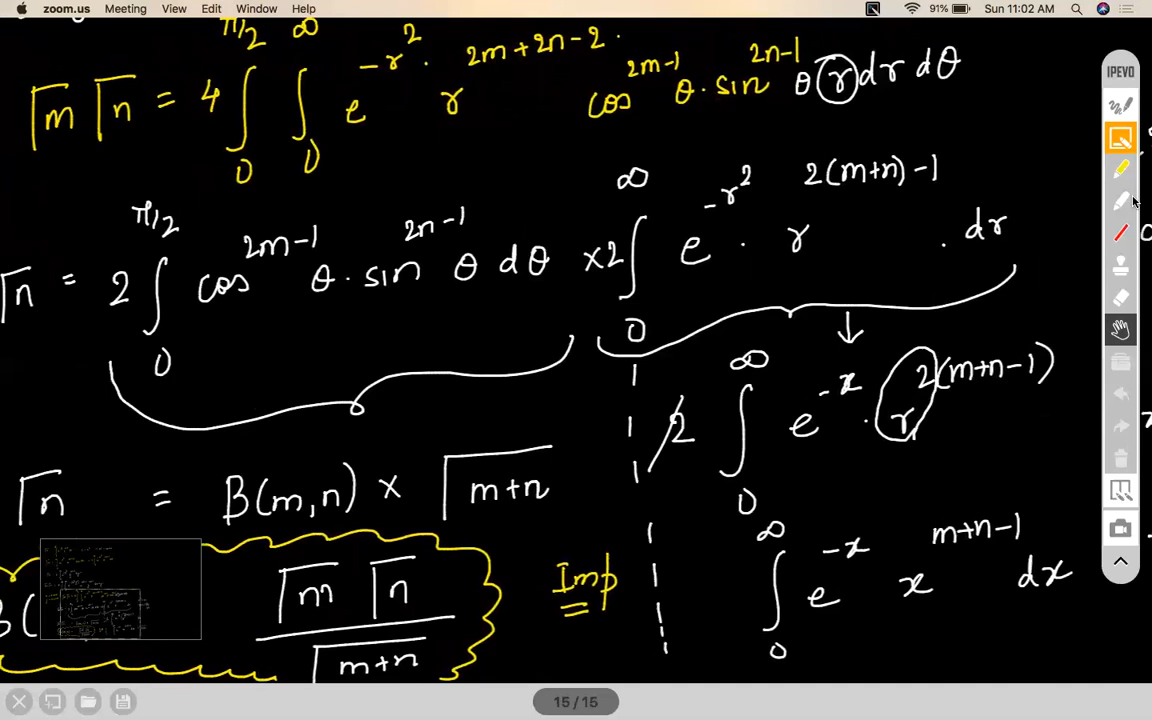 zoom.us Meeting View Edit Window Help 91% Sun 11:02 AM
Γm Γn = 4 ∫₀^{π/2} ∫₀^∞ e^{-r²} · r^{2m+2n-2} · cos^{2m-1} θ · sin^{2n-1} θ r dr dθ
IPEVO
Γn = 2 ∫₀^{π/2} cos^{2m-1} θ · sin^{2n-1} θ dθ × 2 ∫₀^∞ e^{-r²} · r^{2(m+n)-1} · dr
2 ∫₀^∞ e^{-x} · r^{2(m+n-1)}
Γn = B(m,n) × Γm+n
∫₀^∞ e^{-x} x^{m+n-1} dx
B( Γm Γn / Γm+n Imp
15 / 15